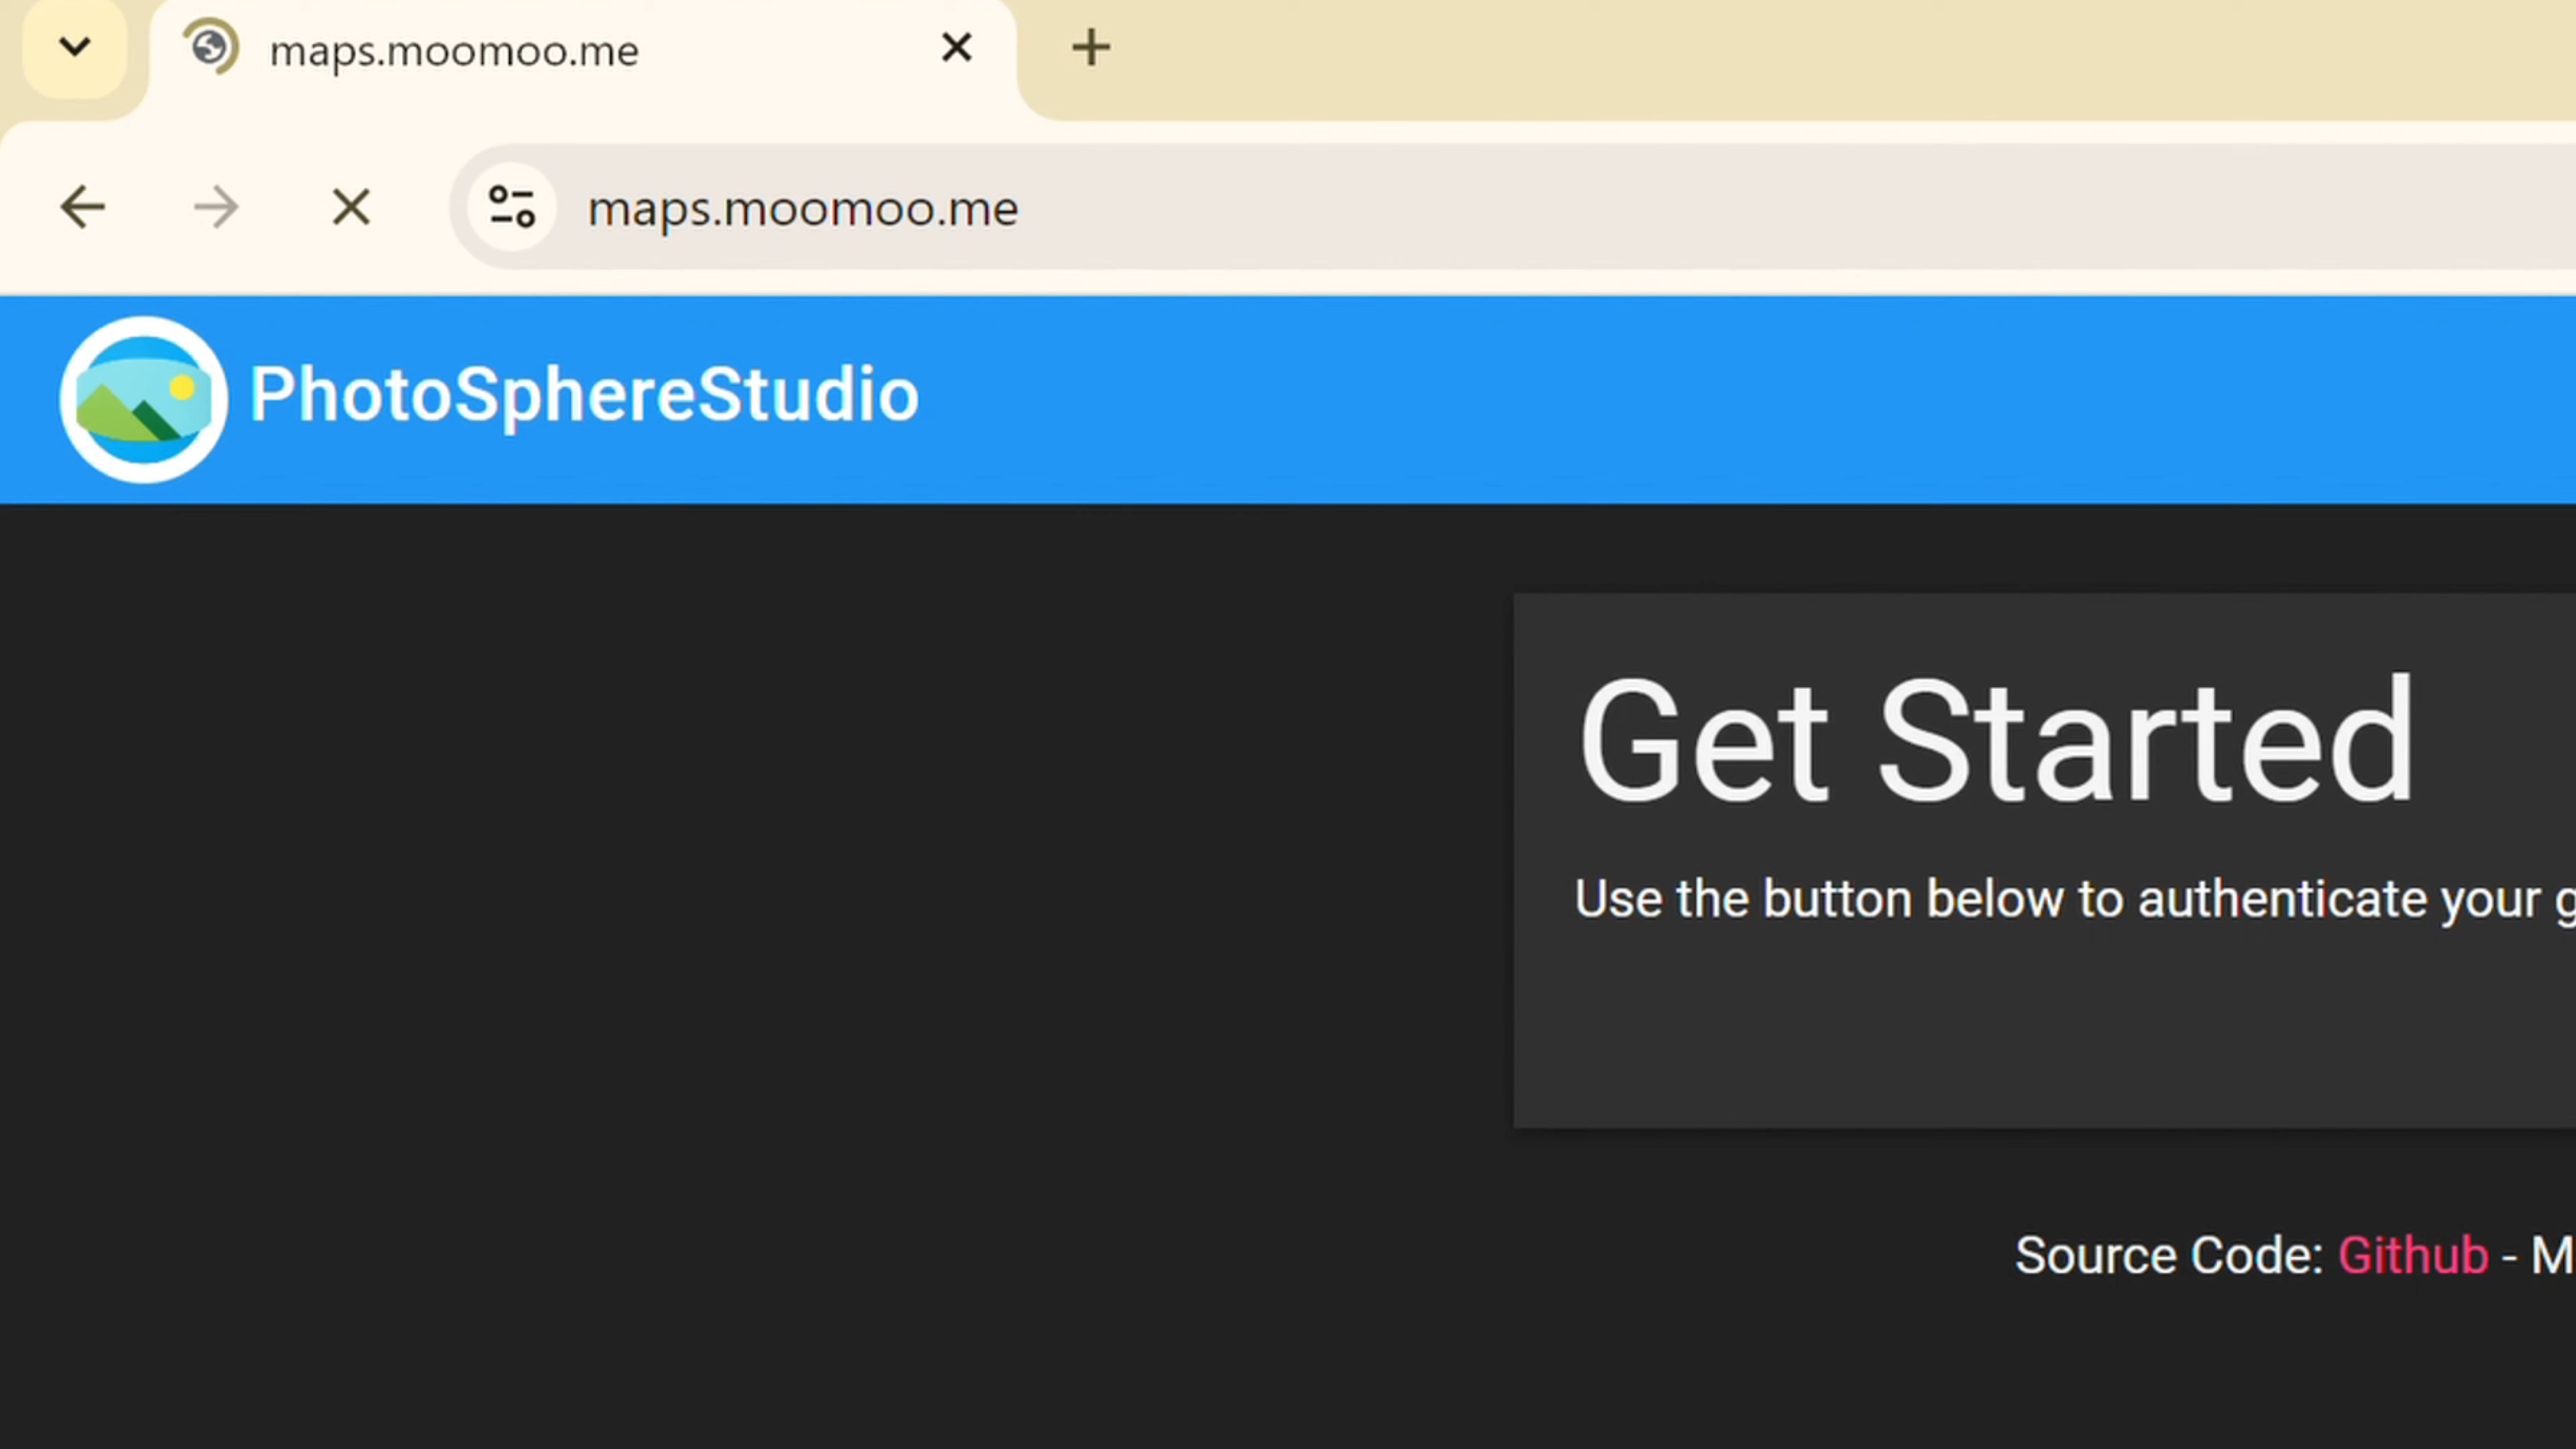 maps.moomoo.me
maps.moomoo.me
PhotoSphereStudio
Get Started
Use the button below to authenticate your g
Source Code: Github - M